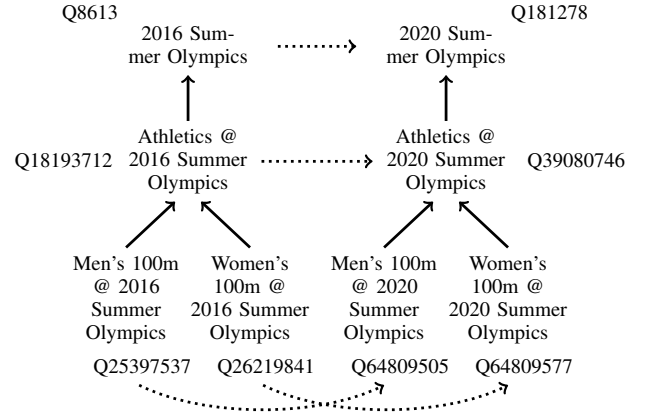 Q8613
Q181278
2016 Sum-
mer Olympics
2020 Sum-
mer Olympics
Athletics @
2016 Summer
Olympics
Athletics @
2020 Summer
Olympics
Q18193712
Q39080746
Men's 100m
@ 2016
Summer
Olympics
Women's
100m @
2016 Summer
Olympics
Men's 100m
@ 2020
Summer
Olympics
Women's
100m @
2020 Summer
Olympics
Q25397537
Q26219841
Q64809505
Q64809577